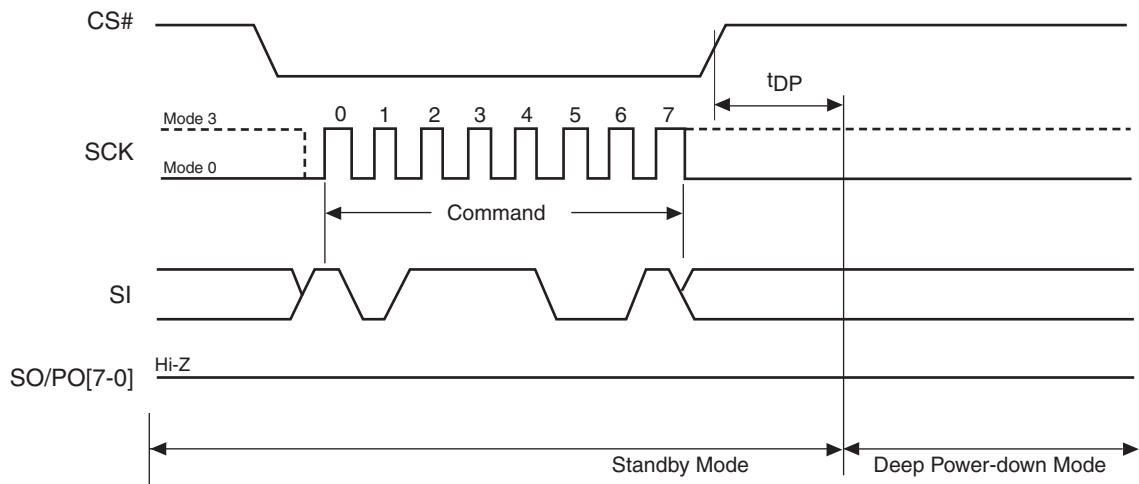 CS#
tDP
Mode 3
0 1 2 3 4 5 6 7
SCK
Mode 0
Command
SI
Hi-Z
SO/PO[7-0]
Standby Mode
Deep Power-down Mode